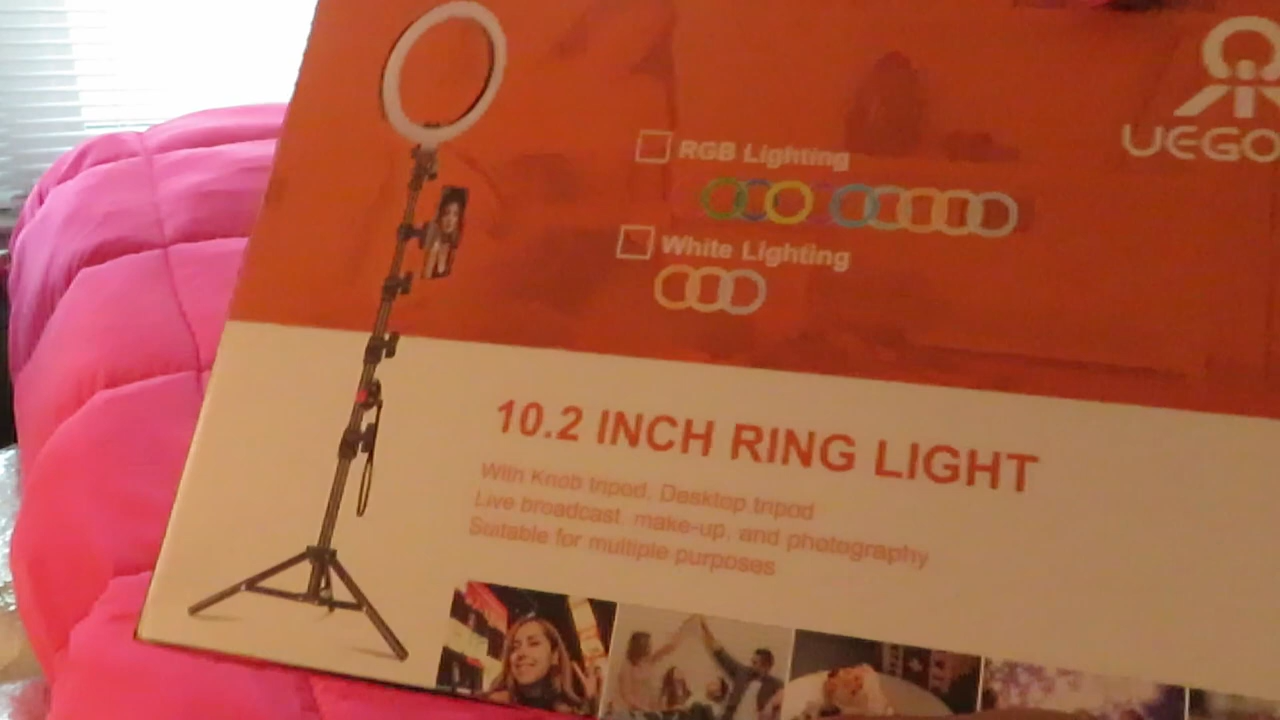 UEGO
RGB Lighting
White Lighting
10.2 INCH RING LIGHT
With Knob tripod, Desktop tripod
Live broadcast, make-up, and photography
Suitable for multiple purposes